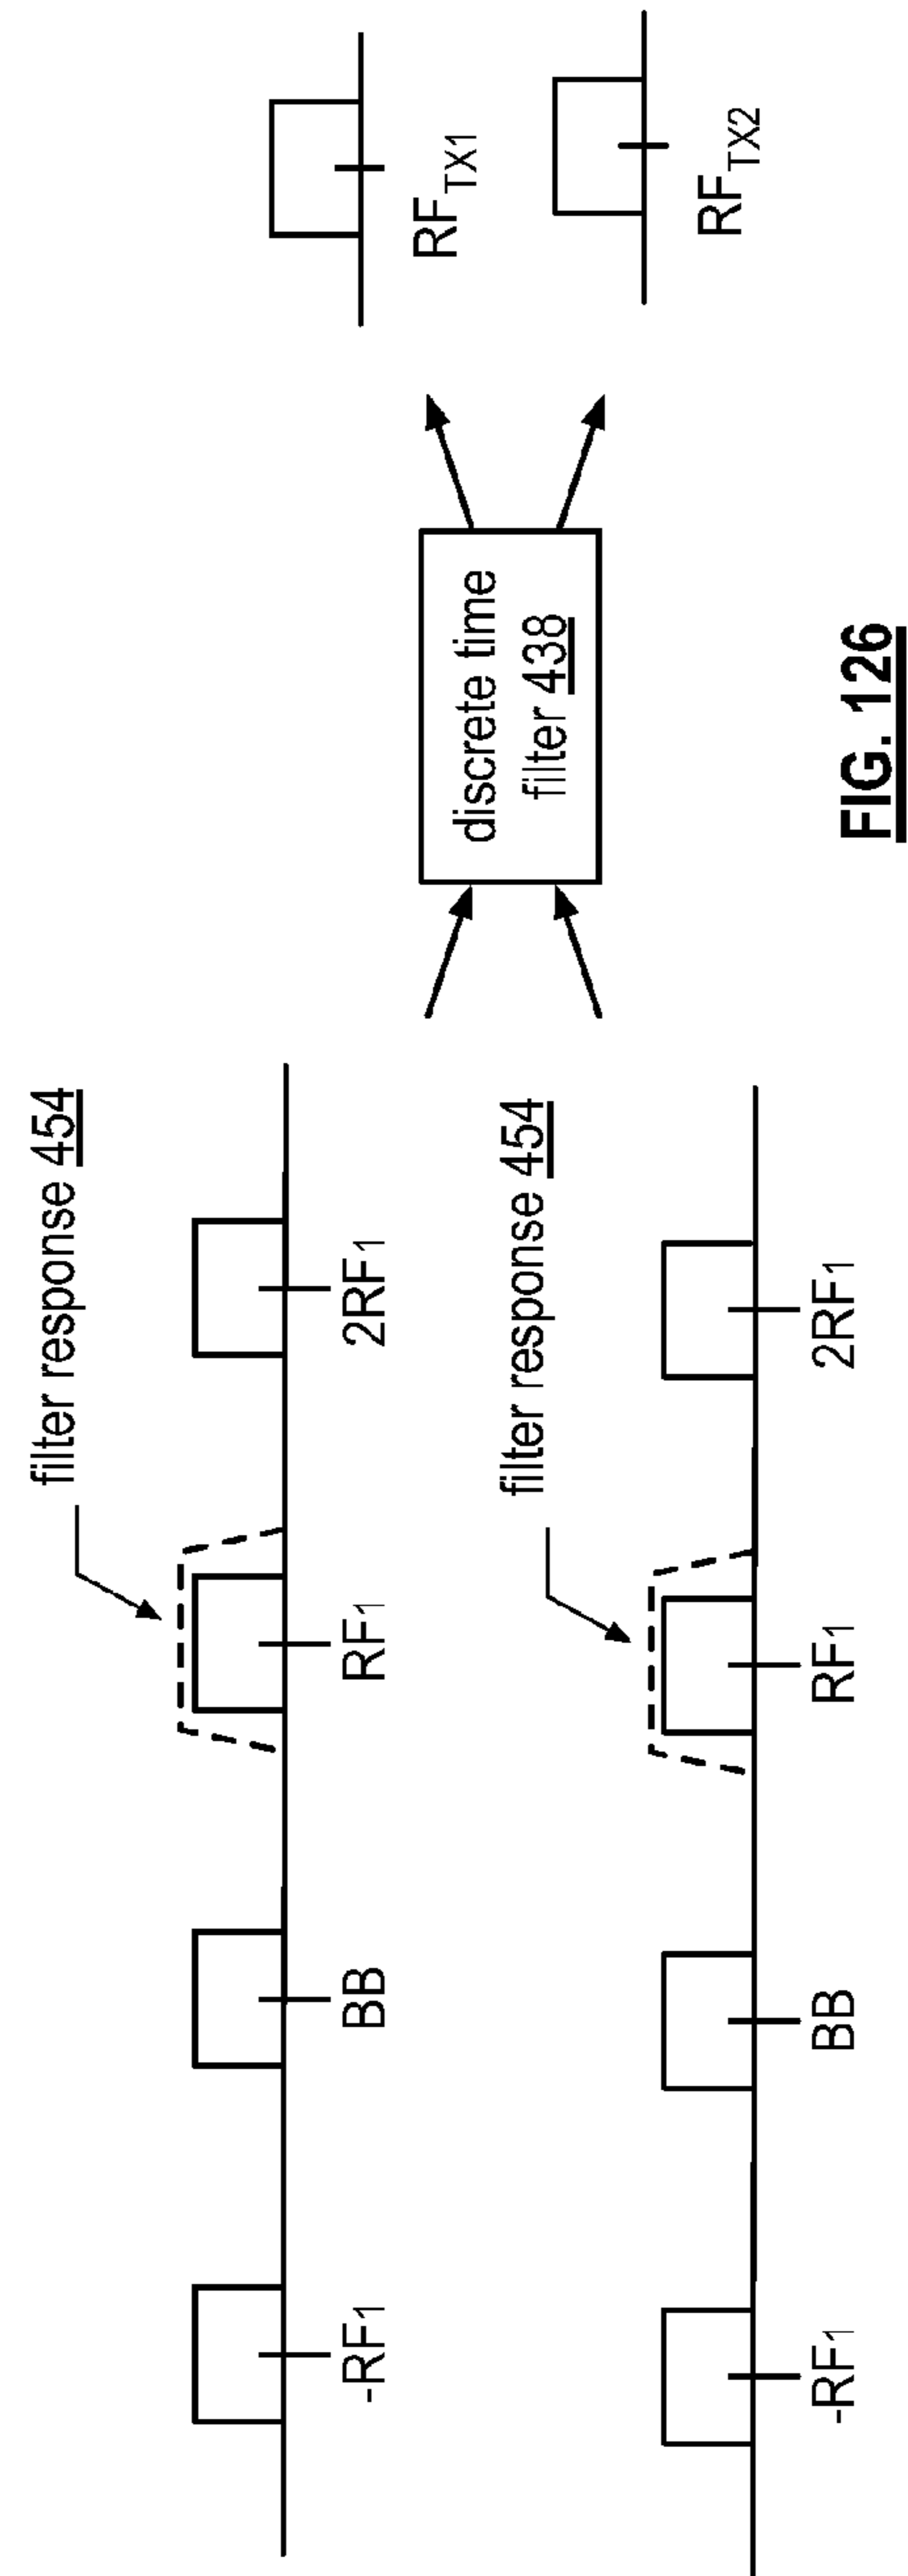 filter response 454
-RF1
BB
RF1
2RF1
filter response 454
-RF1
BB
RF1
2RF1
discrete time
filter 438
RFTX1
RFTX2
FIG. 126